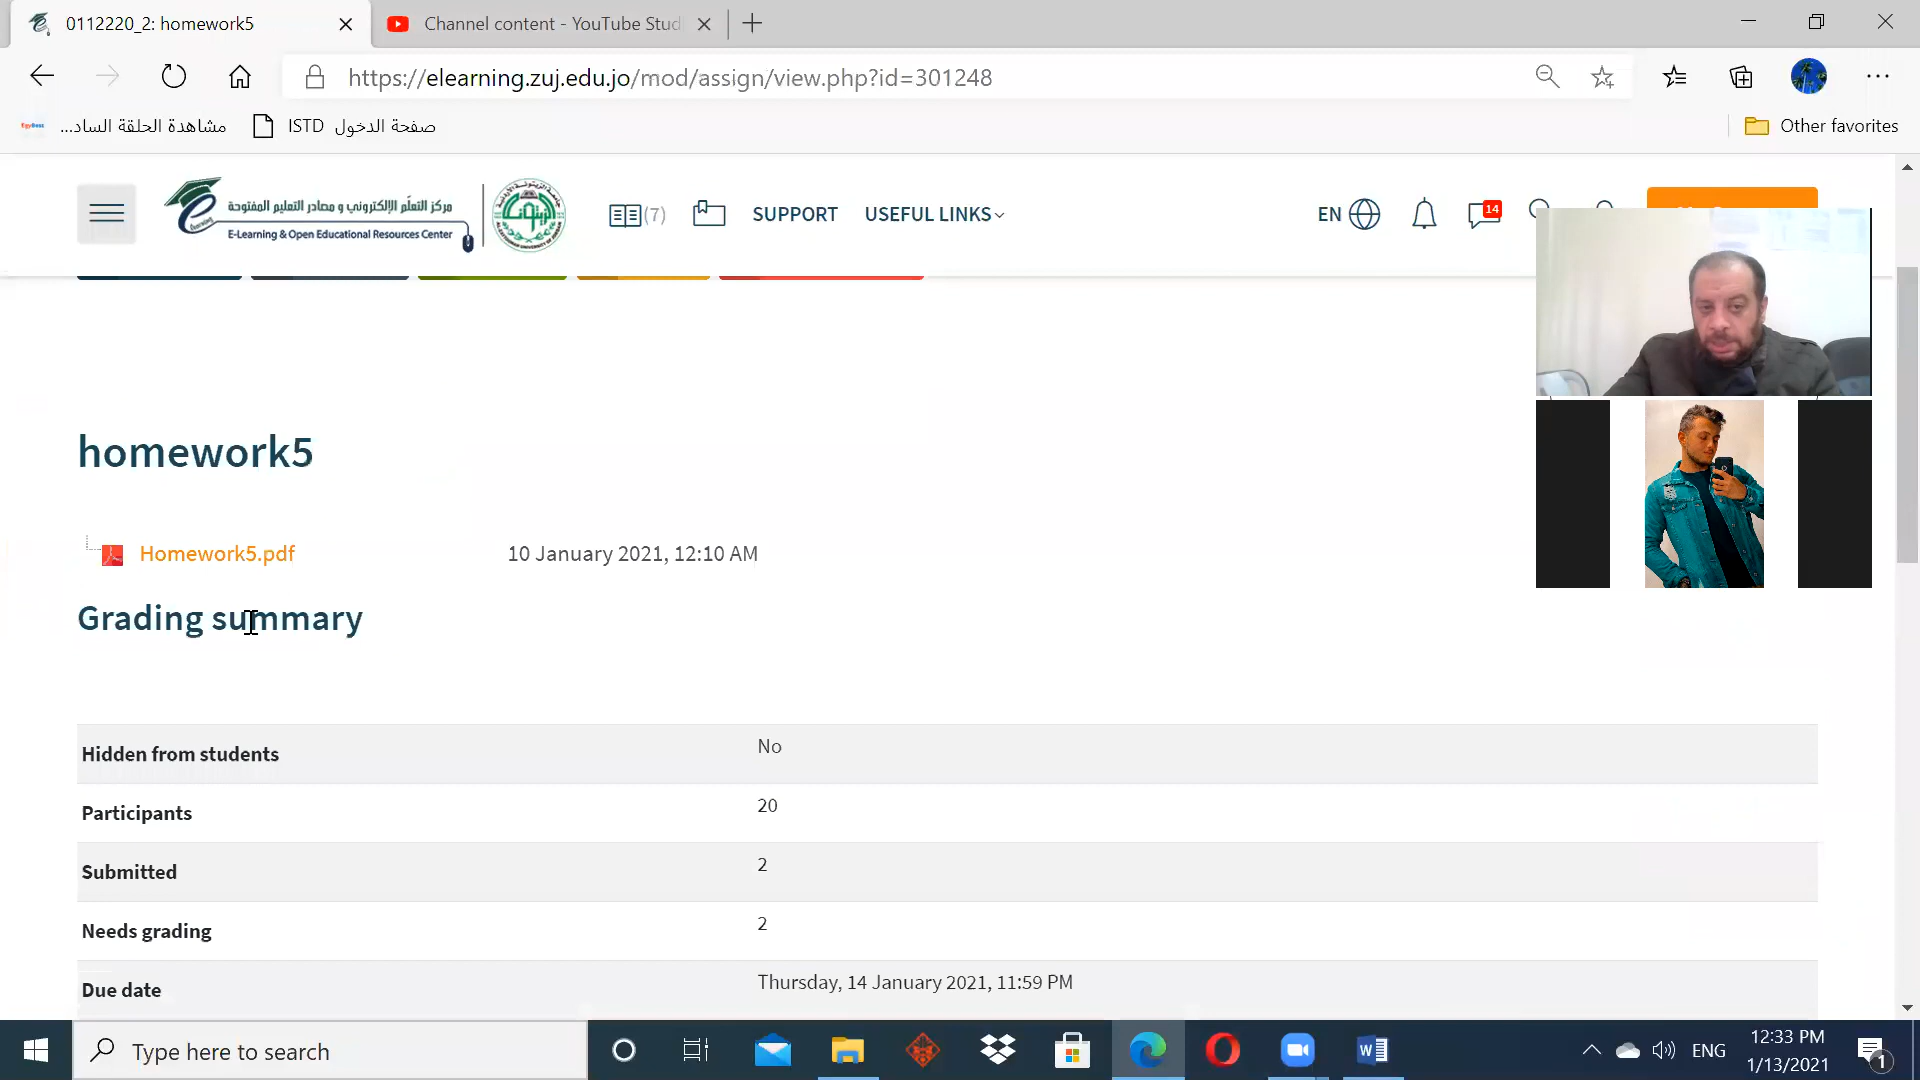 0112220_2: homework5
Channel content - YouTube Stud
https://elearning.zuj.edu.jo/mod/assign/view.php?id=301248
مشاهدة الحلقة الساد...
صفحة الدخول ISTD
Other favorites
مركز التعلّم الإلكتروني و مصادر التعليم المفتوحة
E-Learning & Open Educational Resources Center
(7)
SUPPORT
USEFUL LINKS
EN
14
homework5
Homework5.pdf
10 January 2021, 12:10 AM
Grading summary
Hidden from students
No
Participants
20
Submitted
2
Needs grading
2
Due date
Thursday, 14 January 2021, 11:59 PM
Type here to search
ENG
12:33 PM
1/13/2021
1